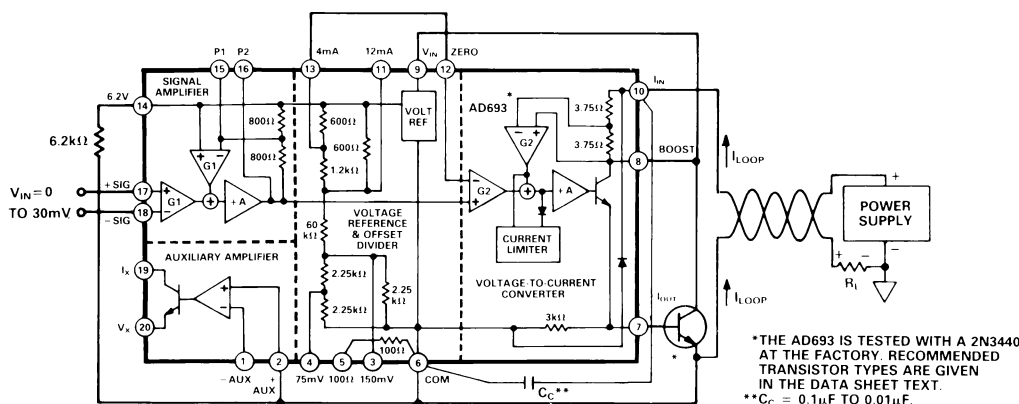 P1 P2 4mA 12mA VIN ZERO
15 16 13 11 9 12
SIGNAL
AMPLIFIER
IIN
10
6.2V
14
6.2kΩ
800Ω
800Ω
600Ω
600Ω
1.2kΩ
VOLT
REF
AD693
*
3.75Ω
3.75Ω
− +
G2
8
BOOST
ILOOP
+ −
G1
VIN = 0
TO 30mV
+ SIG
− SIG
17
18
+
−
G1
+
+A
−
+
G2
+
+A
CURRENT
LIMITER
60
kΩ
VOLTAGE
REFERENCE
& OFFSET
DIVIDER
+
POWER
SUPPLY
−
+ −
RL
AUXILIARY AMPLIFIER
IX
19
VX
20
+
−
2.25kΩ
2.25kΩ
2.25
kΩ
VOLTAGE-TO-CURRENT
CONVERTER
3kΩ
IOUT
7
ILOOP
*
100Ω
1 2 4 5 3 6
− AUX
+
AUX
75mV 100Ω 150mV COM
CC**
*THE AD693 IS TESTED WITH A 2N3440
AT THE FACTORY. RECOMMENDED
TRANSISTOR TYPES ARE GIVEN
IN THE DATA SHEET TEXT.
**CC = 0.1µF TO 0.01µF.